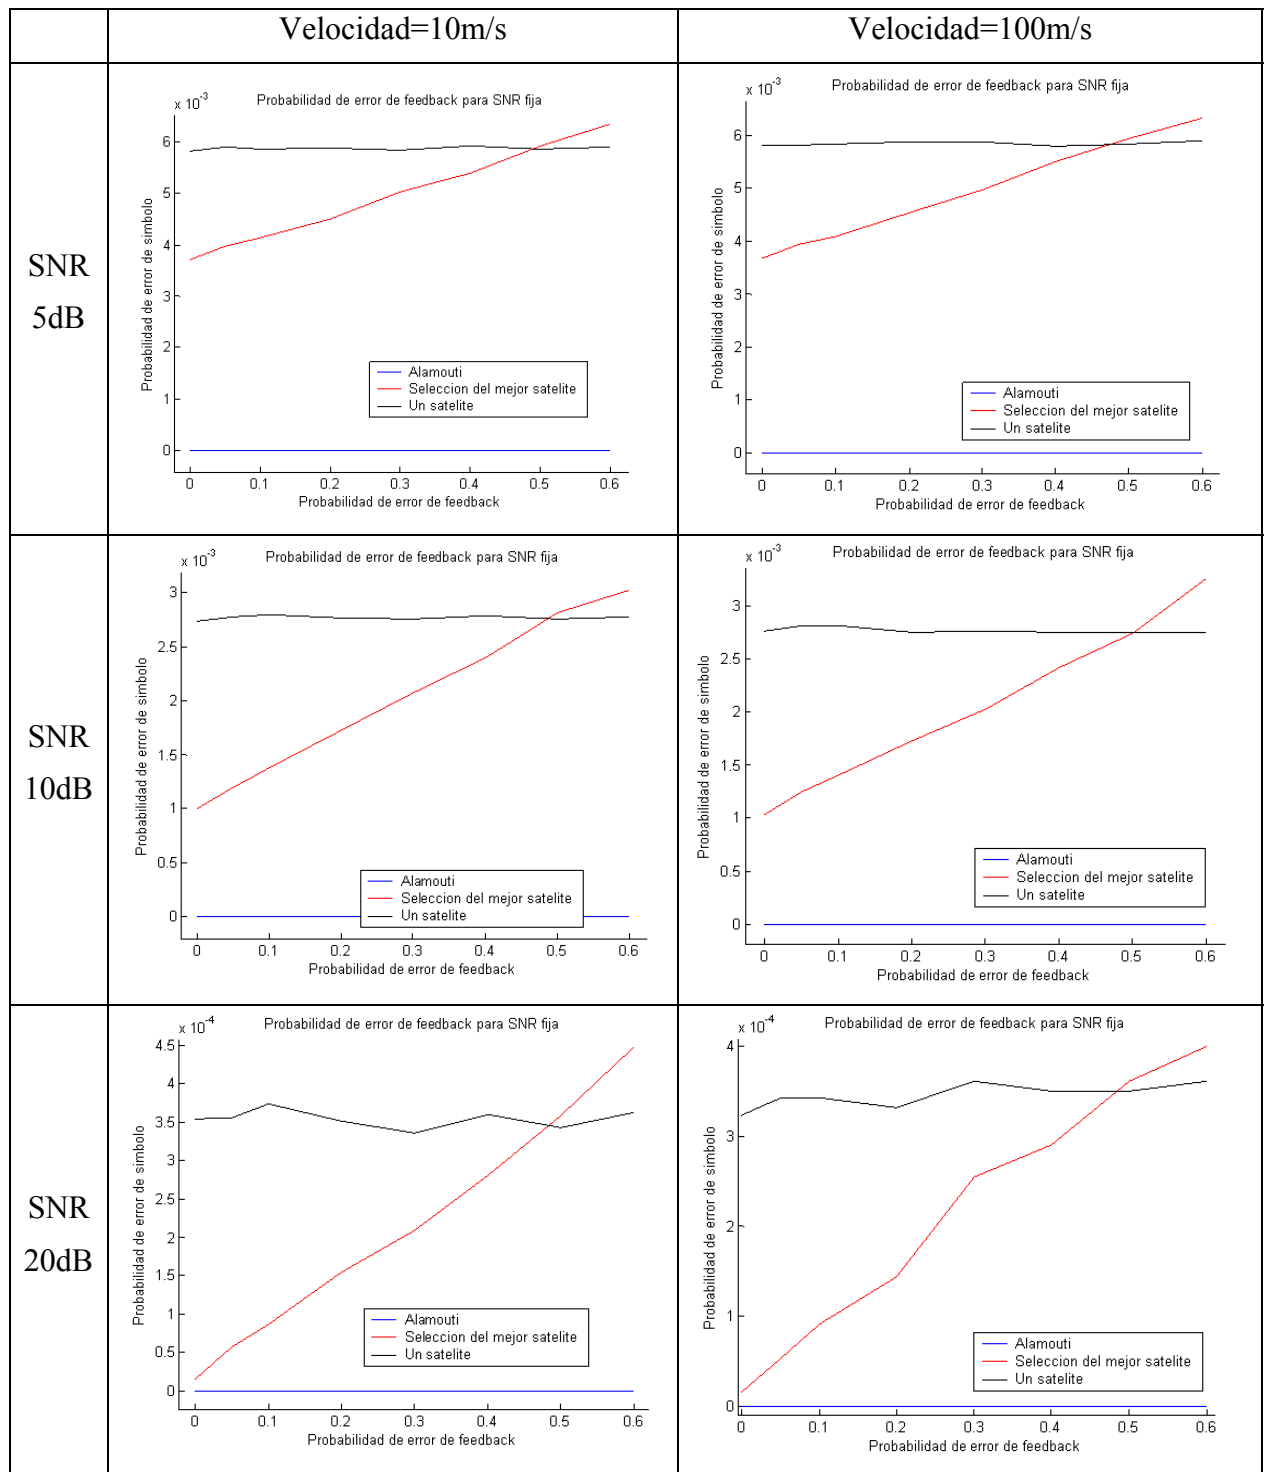 Velocidad=10m/s
Velocidad=100m/s
SNR
5dB
x 10-3
Probabilidad de error de feedback para SNR fija
Probabilidad de error de simbolo
6
5
4
3
2
1
0
Alamouti
Seleccion del mejor satelite
Un satelite
0 0.1 0.2 0.3 0.4 0.5 0.6
Probabilidad de error de feedback
x 10-3
Probabilidad de error de feedback para SNR fija
Probabilidad de error de simbolo
6
5
4
3
2
1
0
Alamouti
Seleccion del mejor satelite
Un satelite
0 0.1 0.2 0.3 0.4 0.5 0.6
Probabilidad de error de feedback
SNR
10dB
x 10-3
Probabilidad de error de feedback para SNR fija
Probabilidad de error de simbolo
3
2.5
2
1.5
1
0.5
0
Alamouti
Seleccion del mejor satelite
Un satelite
0 0.1 0.2 0.3 0.4 0.5 0.6
Probabilidad de error de feedback
x 10-3
Probabilidad de error de feedback para SNR fija
Probabilidad de error de simbolo
3
2.5
2
1.5
1
0.5
0
Alamouti
Seleccion del mejor satelite
Un satelite
0 0.1 0.2 0.3 0.4 0.5 0.6
Probabilidad de error de feedback
SNR
20dB
x 10-4
Probabilidad de error de feedback para SNR fija
Probabilidad de error de simbolo
4.5
4
3.5
3
2.5
2
1.5
1
0.5
0
Alamouti
Seleccion del mejor satelite
Un satelite
0 0.1 0.2 0.3 0.4 0.5 0.6
Probabilidad de error de feedback
x 10-4
Probabilidad de error de feedback para SNR fija
Probabilidad de error de simbolo
4
3
2
1
0
Alamouti
Seleccion del mejor satelite
Un satelite
0 0.1 0.2 0.3 0.4 0.5 0.6
Probabilidad de error de feedback